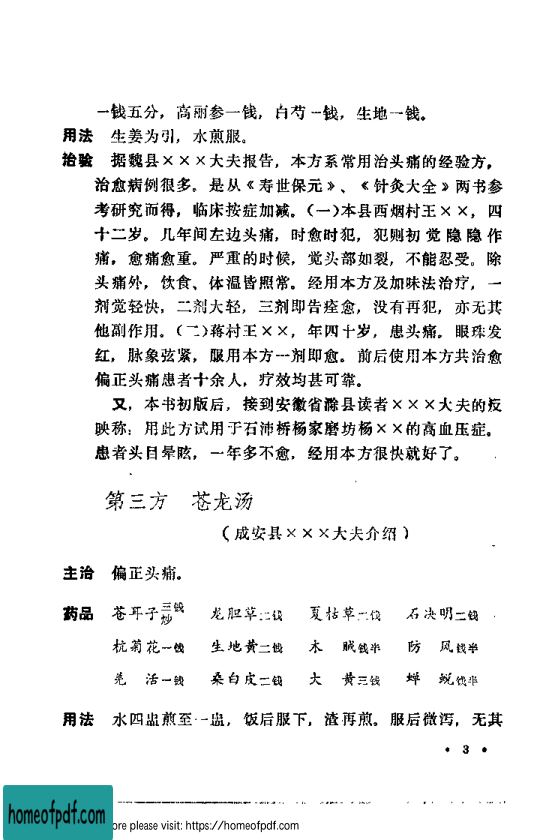 一钱五分，高丽参一钱，白芍一钱，生地一钱。
用法 生姜为引，水煎服。
治验 据魏县×××大夫报告，本方系常用治头痛的经验方，
治愈病例很多。是从《寿世保元》、《针灸大全》两书参
考研究而得，临床按症加减。（一）本县西烟村王××，四
十二岁。几年间左边头痛，时愈时犯，犯则初觉隐隐作
痛，愈痛愈重。严重的时候，觉头部如裂，不能忍受。除
头痛外，饮食、体温皆照常。经用本方及加味法治疗，一
剂觉轻快，二剂大轻，三剂即告痊愈，没有再犯，亦无其
他副作用。（二）蒋村王××，年四十岁，患头痛。眼珠发
红，脉象弦紧，服用本方一剂即愈。前后使用本方共治愈
偏正头痛患者十余人，疗效均甚可靠。
又，本书初版后，接到安徽省滁县读者×××大夫的反
映称：用此方试用于石沛桥杨家磨坊杨××的高血压症。
患者头目晕眩，一年多不愈，经用本方很快就好了。
第三方 苍龙汤
（成安县×××大夫介绍）
主治 偏正头痛。
药品 苍耳子三钱炒 龙胆草二钱 夏枯草二钱 石决明二钱
杭菊花一钱 生地黄二钱 木 贼钱半 防 风钱半
羌 活一钱 桑白皮二钱 大 黄三钱 蝉 蜕钱半
用法 水四盅煎至一盅，饭后服下，渣再煎。服后微泻，无其
• 3 •
homeofpdf.com
ore please visit: https://homeofpdf.com